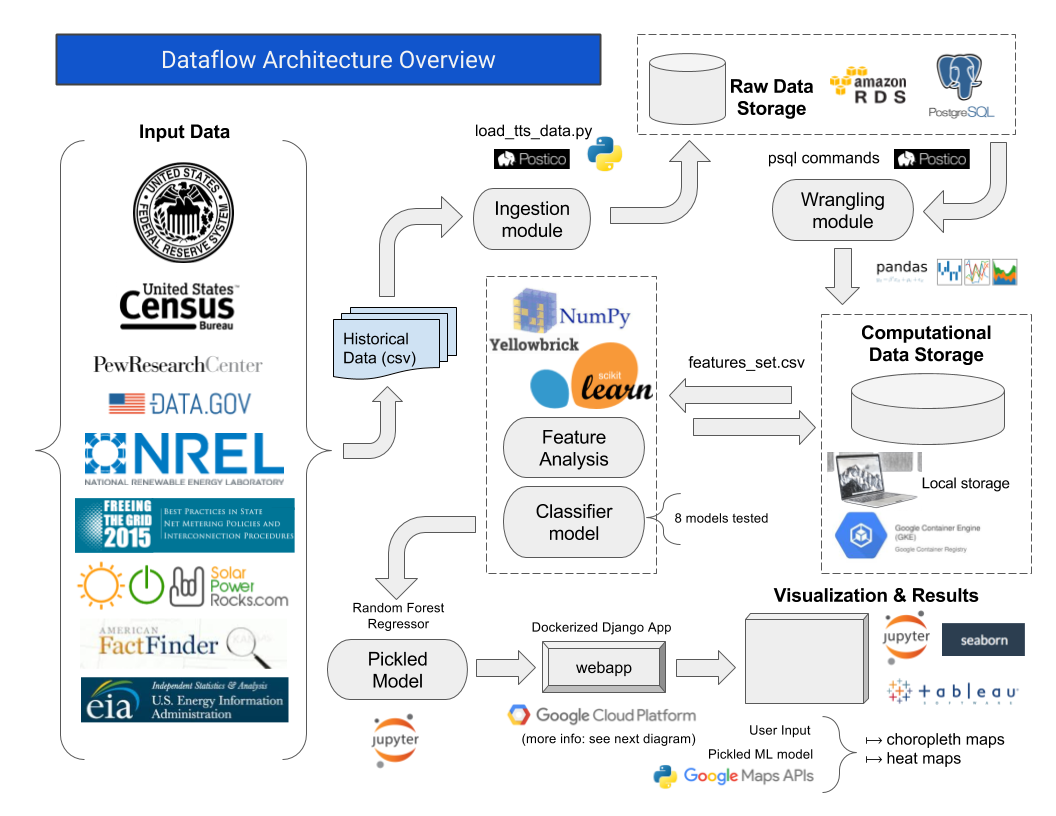 Dataflow Architecture Overview
Input Data
UNITED STATES
FEDERAL RESERVE SYSTEM
United States™
Census
Bureau
PewResearchCenter
DATA.GOV
NREL
NATIONAL RENEWABLE ENERGY LABORATORY
FREEING
THE GRID
2015
BEST PRACTICES IN STATE
NET METERING POLICIES AND
INTERCONNECTION PROCEDURES
Solar
Power
Rocks.com
AMERICAN
FactFinder
eia
Independent Statistics & Analysis
U.S. Energy Information
Administration
Historical
Data (csv)
load_tts_data.py
Postico
Ingestion
module
Raw Data
Storage
amazon
RDS
PostgreSQL
psql commands
Postico
Wrangling
module
pandas
Computational
Data Storage
Local storage
Google Container Engine
(GKE)
Google Container Registry
features_set.csv
NumPy
Yellowbrick
scikit
learn
Feature
Analysis
Classifier
model
8 models tested
Random Forest
Regressor
Pickled
Model
jupyter
Dockerized Django App
webapp
Google Cloud Platform
(more info: see next diagram)
Visualization & Results
jupyter
seaborn
+ableau
SOFTWARE
User Input
Pickled ML model
Google Maps APIs
↦ choropleth maps
↦ heat maps